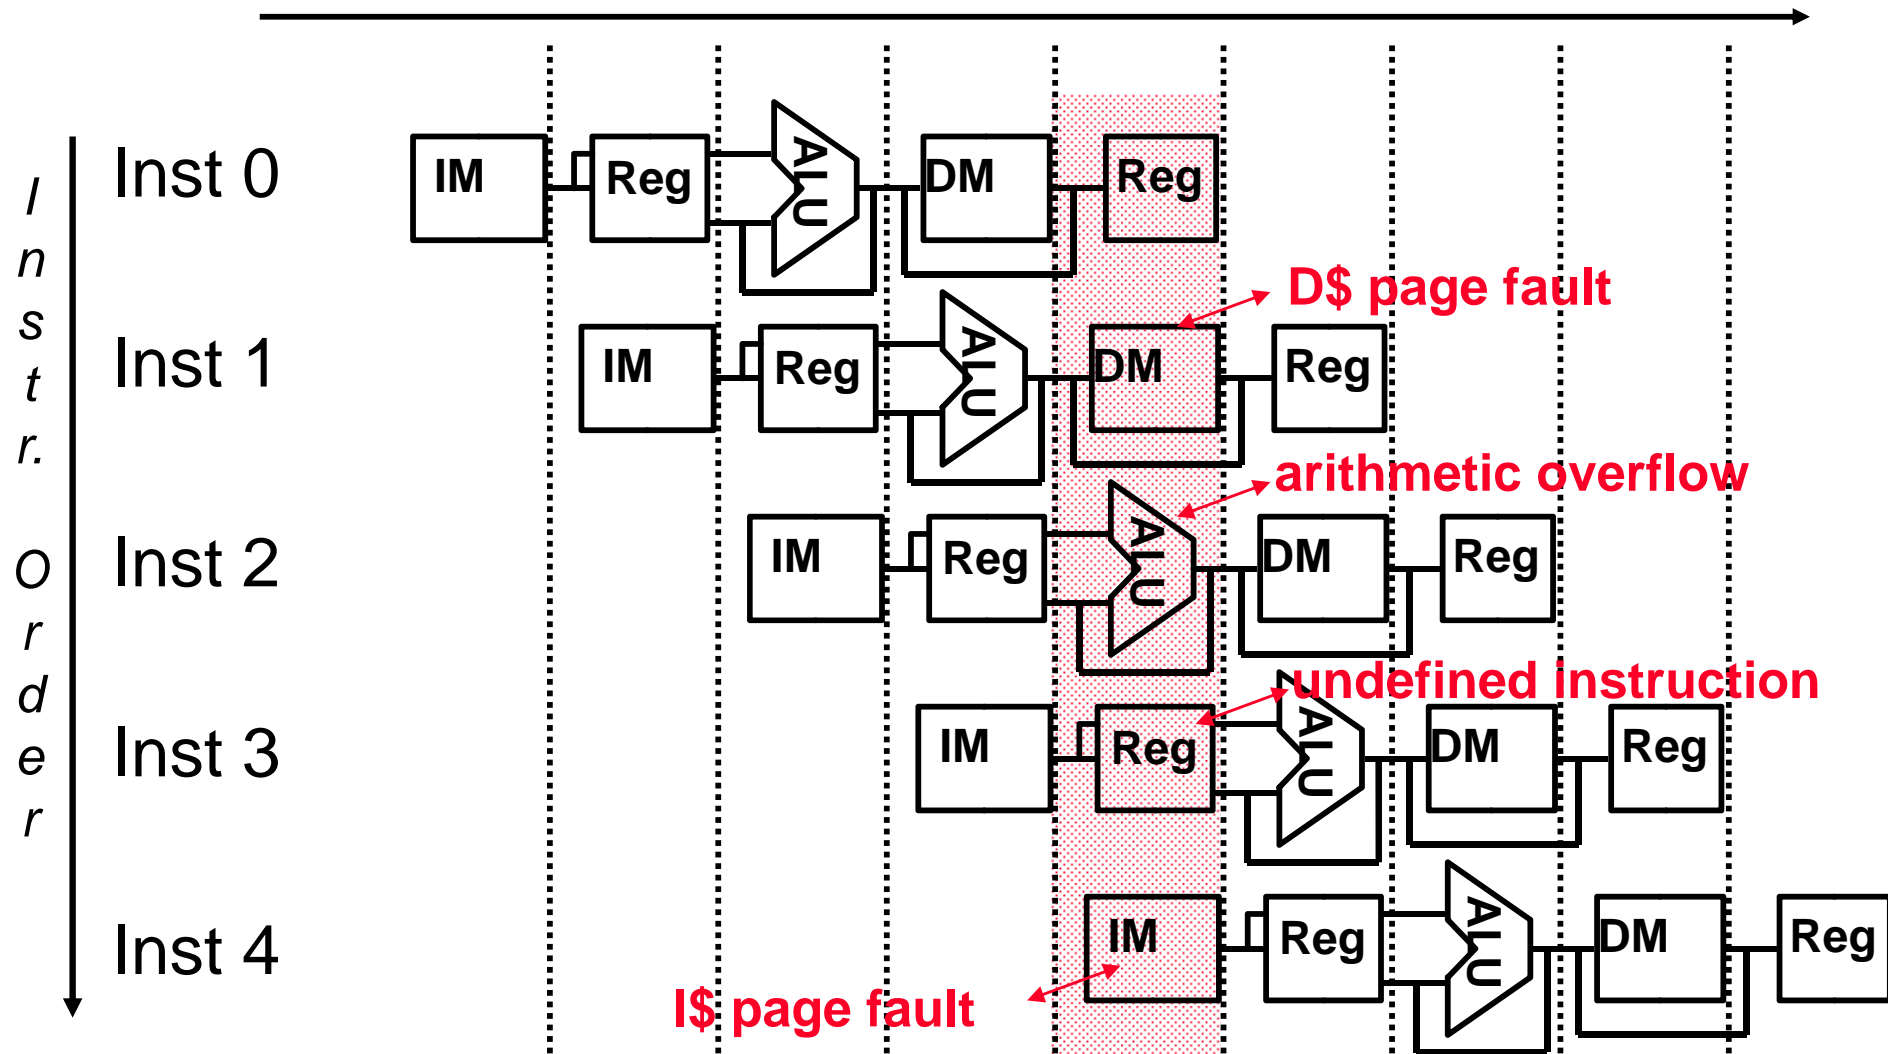 Instr. Order
Inst 0
IM Reg ALU DM Reg
D$ page fault
Inst 1
IM Reg ALU DM Reg
arithmetic overflow
Inst 2
IM Reg ALU DM Reg
undefined instruction
Inst 3
IM Reg ALU DM Reg
Inst 4
IM Reg ALU DM Reg
I$ page fault